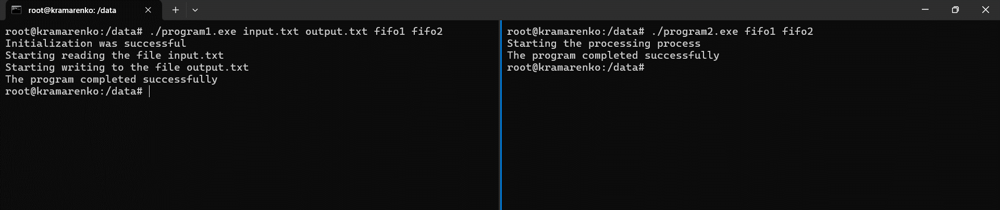 root@kramarenko: /data
root@kramarenko:/data# ./program1.exe input.txt output.txt fifo1 fifo2
Initialization was successful
Starting reading the file input.txt
Starting writing to the file output.txt
The program completed successfully
root@kramarenko:/data#
root@kramarenko:/data# ./program2.exe fifo1 fifo2
Starting the processing process
The program completed successfully
root@kramarenko:/data#